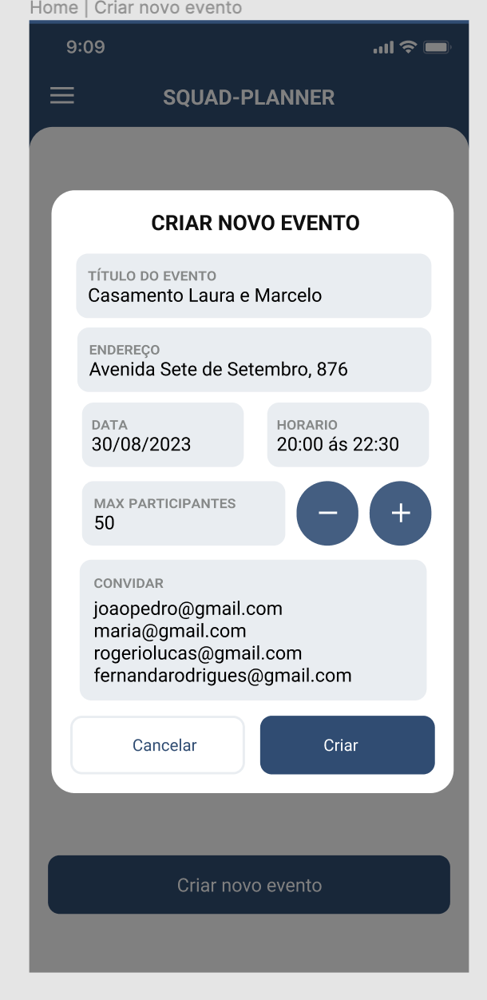 Home | Criar novo evento
9:09
SQUAD-PLANNER
CRIAR NOVO EVENTO
TÍTULO DO EVENTO
Casamento Laura e Marcelo
ENDEREÇO
Avenida Sete de Setembro, 876
DATA
30/08/2023
HORARIO
20:00 ás 22:30
MAX PARTICIPANTES
50
CONVIDAR
joaopedro@gmail.com
maria@gmail.com
rogeriolucas@gmail.com
fernandarodrigues@gmail.com
Cancelar
Criar
Criar novo evento